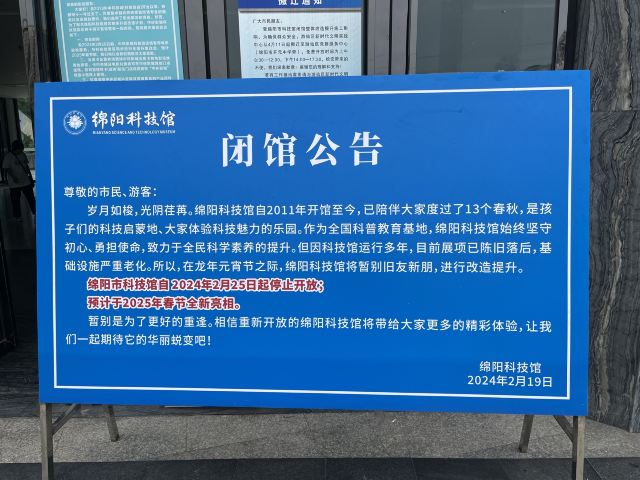 搬迁通知
广大市民朋友：
绵阳科技馆
MIANYANG SCIENCE AND TECHNOLOGY MUSEUM
闭馆公告
尊敬的市民、游客：
岁月如梭，光阴荏苒。绵阳科技馆自2011年开馆至今，已陪伴大家度过了13个春秋，是孩
子们的科技启蒙地、大家体验科技魅力的乐园。作为全国科普教育基地，绵阳科技馆始终坚守
初心、勇担使命，致力于全民科学素养的提升。但因科技馆运行多年，目前展项已陈旧落后，基
础设施严重老化。所以，在龙年元宵节之际，绵阳科技馆将暂别旧友新朋，进行改造提升。
绵阳市科技馆自 2024年2月25日起停止开放；
预计于2025年春节全新亮相。
暂别是为了更好的重逢。相信重新开放的绵阳科技馆将带给大家更多的精彩体验，让我
们一起期待它的华丽蜕变吧！
绵阳科技馆
2024年2月19日